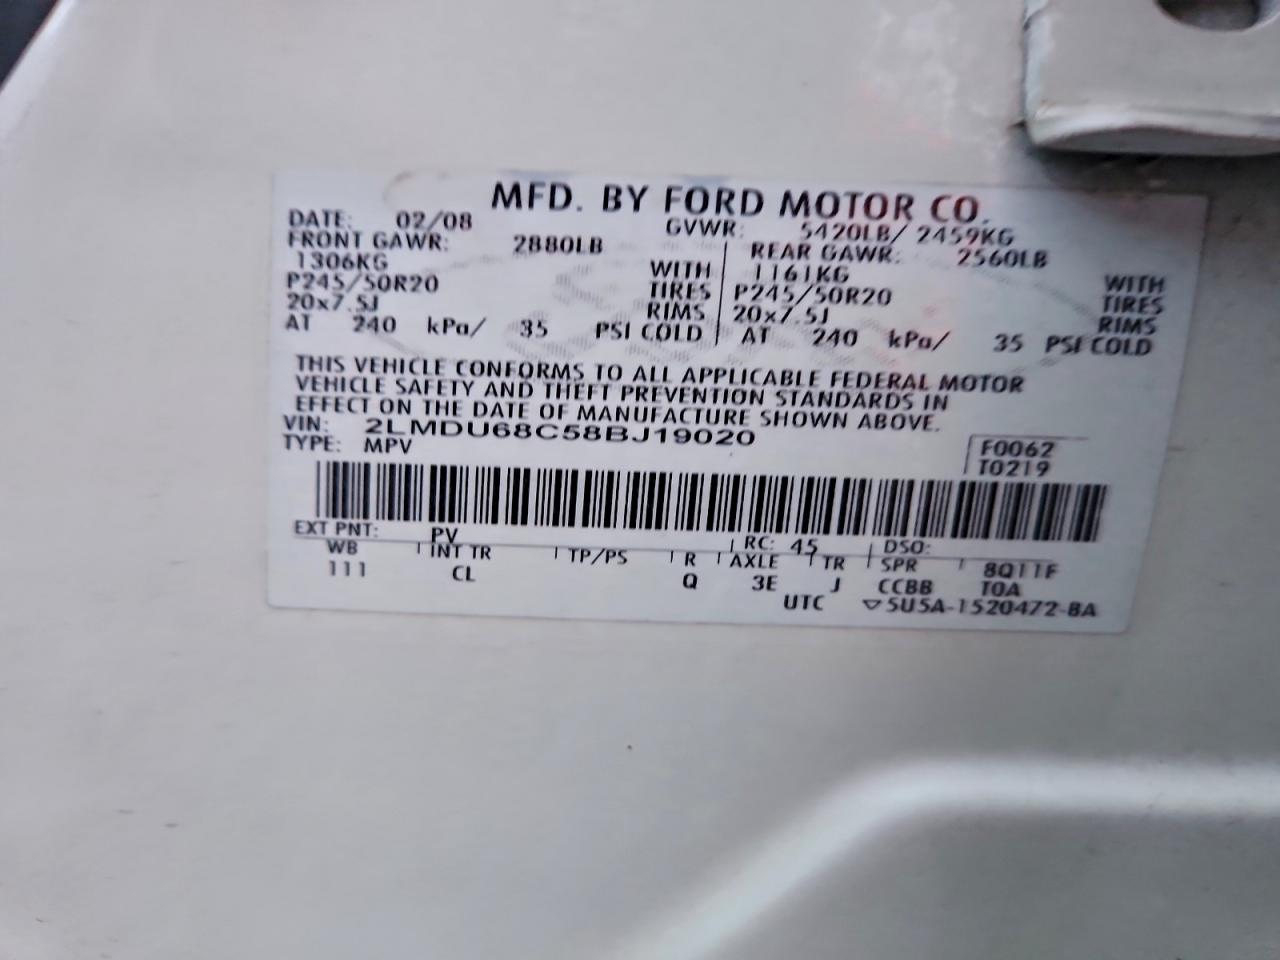 MFD. BY FORD MOTOR CO.
DATE: 02/08 GVWR: 5420LB/ 2459KG
FRONT GAWR: 2880LB REAR GAWR: 2560LB
1306KG WITH 1161KG WITH
P245/50R20 TIRES P245/50R20 TIRES
20x7.5J RIMS 20x7.5J RIMS
AT 240 kPa/ 35 PSI COLD AT 240 kPa/ 35 PSI COLD
THIS VEHICLE CONFORMS TO ALL APPLICABLE FEDERAL MOTOR
VEHICLE SAFETY AND THEFT PREVENTION STANDARDS IN
EFFECT ON THE DATE OF MANUFACTURE SHOWN ABOVE.
VIN: 2LMDU68C58BJ19020
TYPE: MPV F0062
T0219
EXT PNT: PV RC: 45 DSO:
WB INT TR TP/PS R AXLE TR SPR 8Q11F
111 CL Q 3E J CCBB TOA
UTC ▽5U5A-1520472-BA